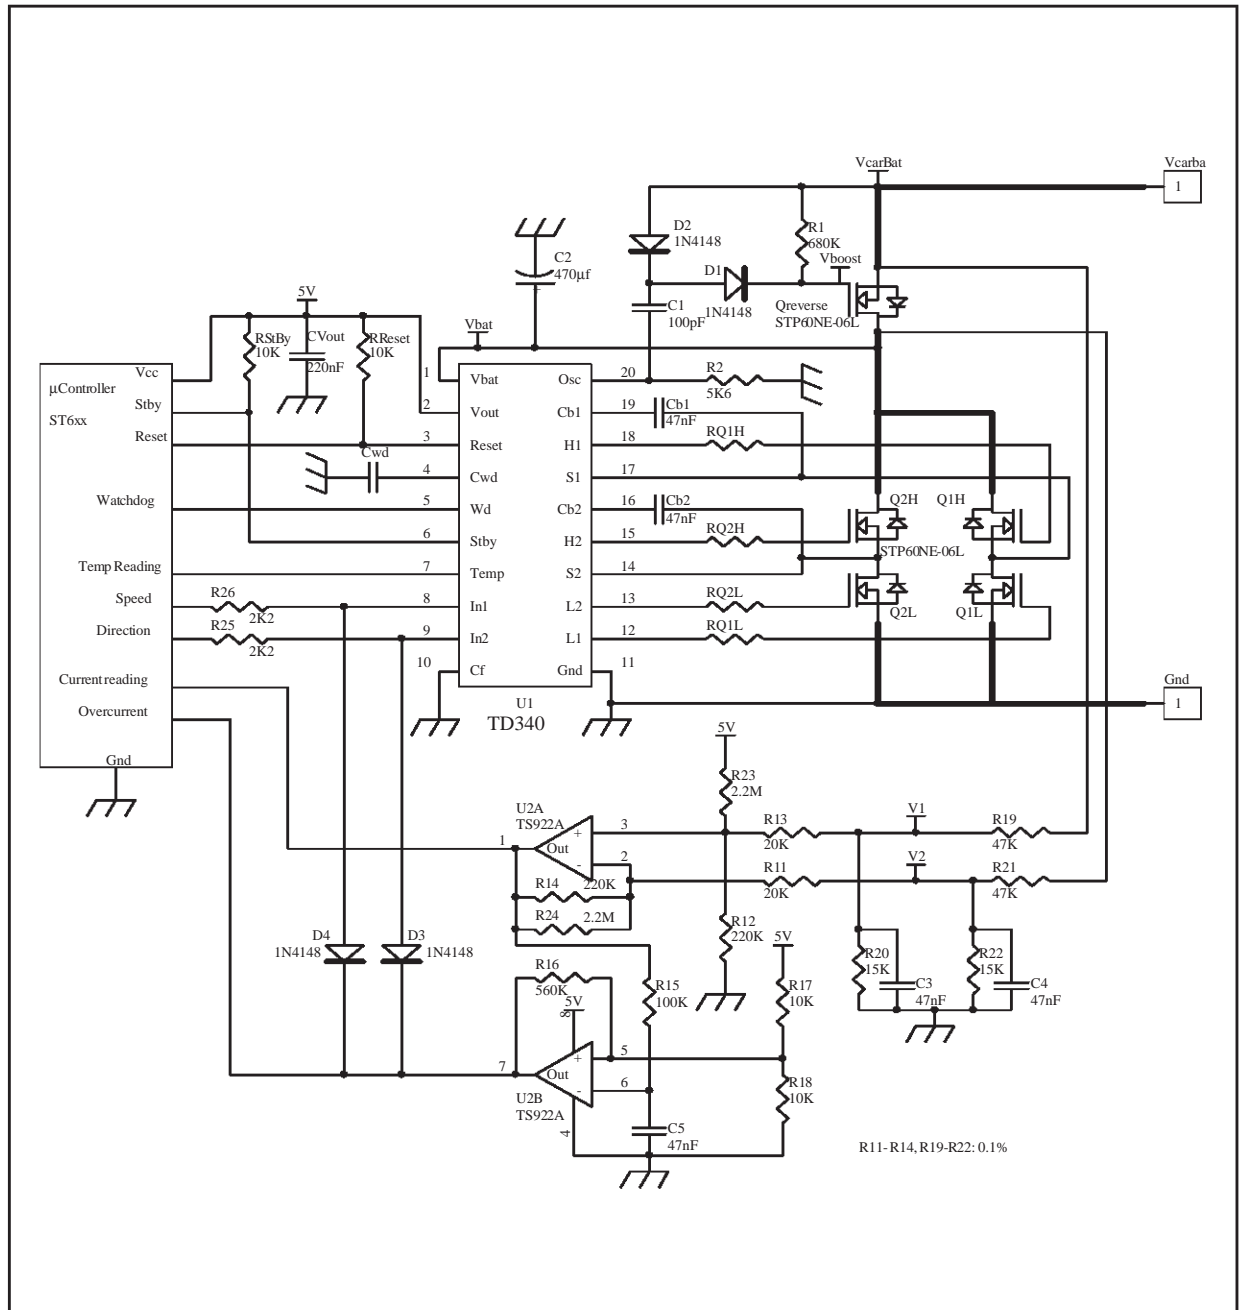 VcarBat
Vcarba
1
D2
1N4148
R1
680K
Vboost
C2
470µf
+
D1
1N4148
C1
100pF
Qreverse
STP60NE-06L
5V
RStBy
10K
CVout
220nF
RReset
10K
Vbat
µController
ST6xx
Vcc
Stby
Reset
Watchdog
Temp Reading
Speed
Direction
Current reading
Overcurrent
Gnd
R26
2K2
R25
2K2
Cwd
1
2
3
4
5
6
7
8
9
10
Vbat
Vout
Reset
Cwd
Wd
Stby
Temp
In1
In2
Cf
Osc
Cb1
H1
S1
Cb2
H2
S2
L2
L1
Gnd
20
19
18
17
16
15
14
13
12
11
U1
TD340
R2
5K6
Cb1
47nF
RQ1H
Cb2
47nF
RQ2H
RQ2L
RQ1L
Q2H
Q1H
STP60NE-06L
Q2L
Q1L
Gnd
1
5V
R23
2.2M
U2A
TS922A
1
Out
+
-
3
2
R13
20K
V1
R19
47K
R11
20K
V2
R21
47K
R14
220K
R24
2.2M
R12
220K
5V
D4
1N4148
D3
1N4148
R16
560K
R15
100K
R17
10K
R20
15K
C3
47nF
R22
15K
C4
47nF
5V
8
7
Out
+
-
5
6
U2B
TS922A
4
R18
10K
C5
47nF
R11-R14, R19-R22: 0.1%